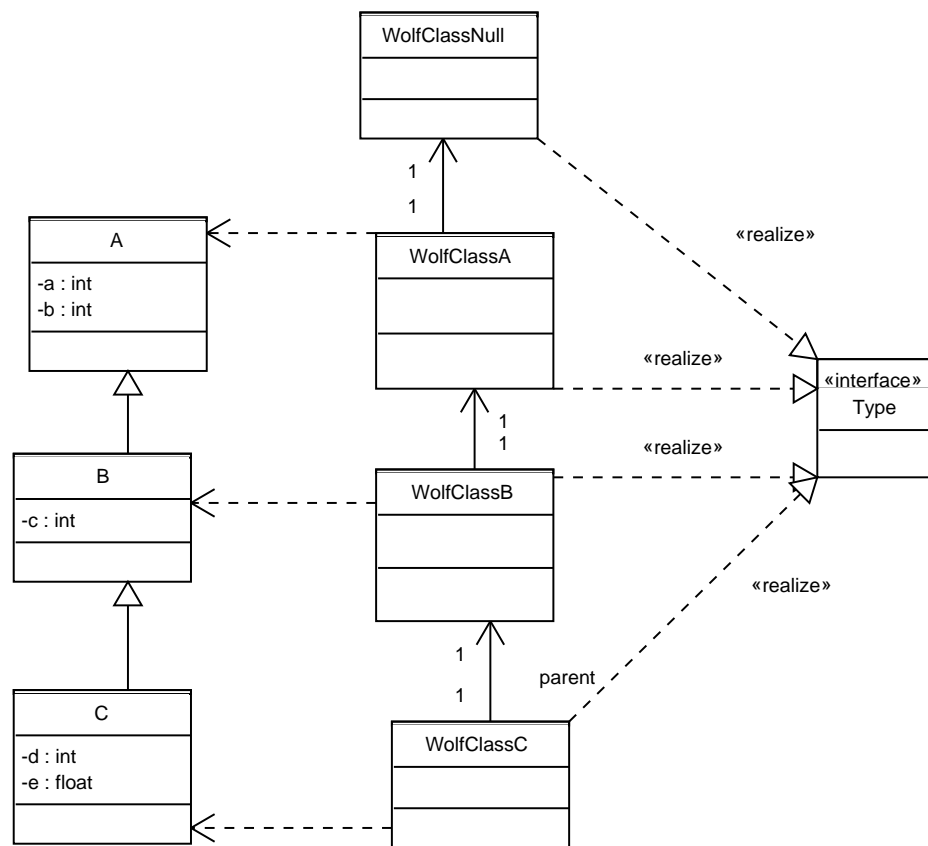 WolfClassNull
1
1
A
WolfClassA
«realize»
-a : int
-b : int
«realize»
«interface»
Type
1
1
«realize»
B
WolfClassB
-c : int
«realize»
1
parent
1
C
WolfClassC
-d : int
-e : float